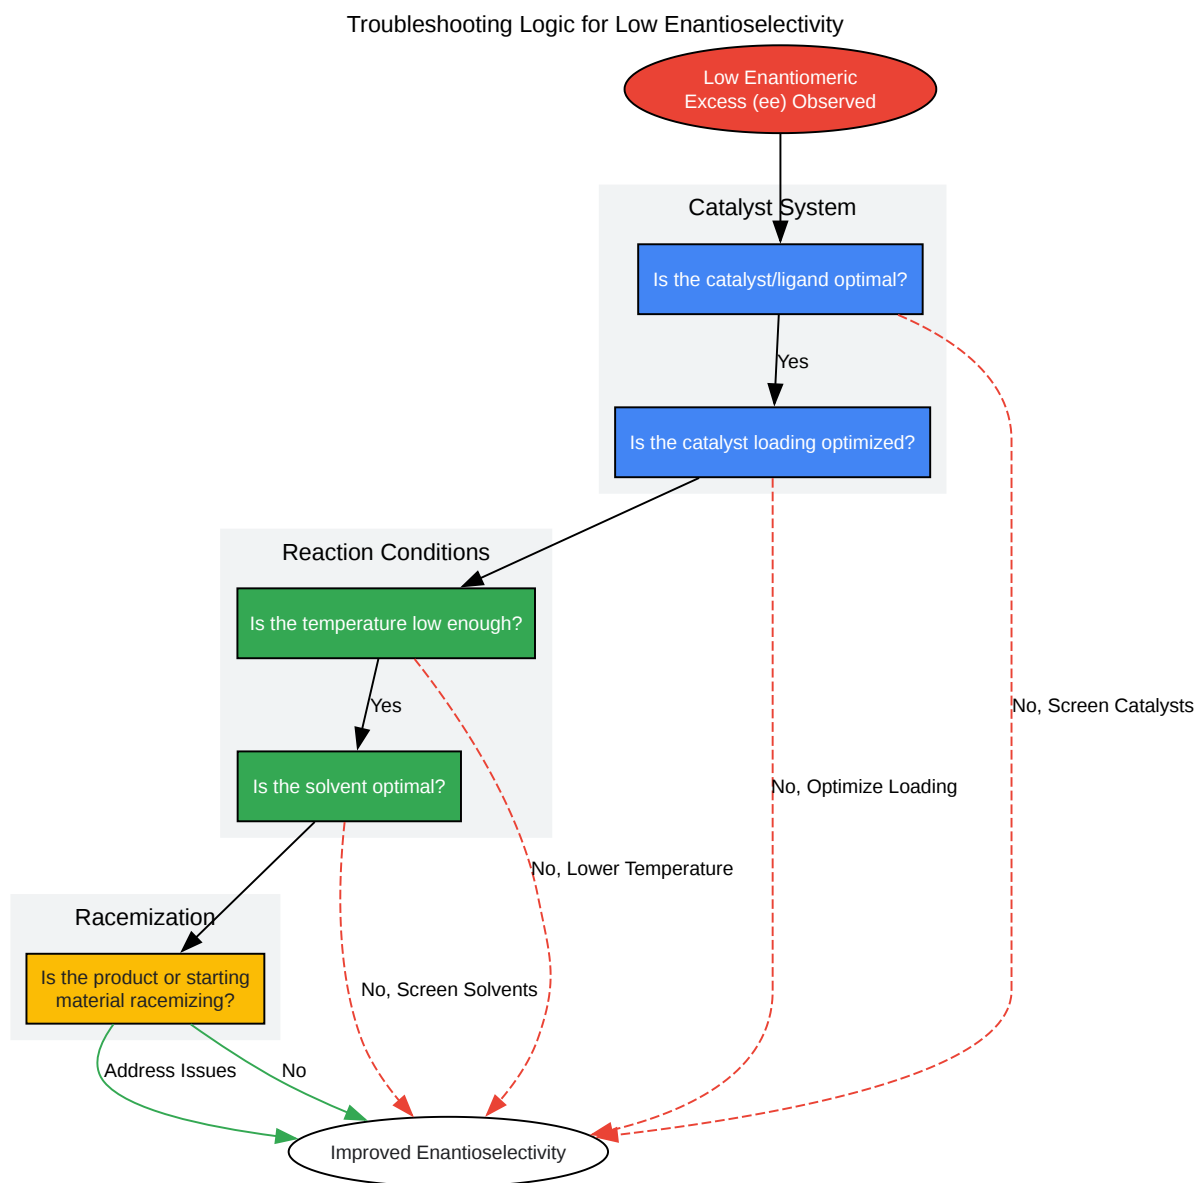 Troubleshooting Logic for Low Enantioselectivity
Low Enantiomeric
Excess (ee) Observed
Catalyst System
Is the catalyst/ligand optimal?
Yes
Is the catalyst loading optimized?
Reaction Conditions
Is the temperature low enough?
Yes
No, Screen Catalysts
Is the solvent optimal?
No, Optimize Loading
No, Lower Temperature
Racemization
Is the product or starting
material racemizing?
No, Screen Solvents
Address Issues
No
Improved Enantioselectivity